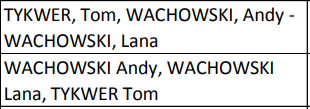 TYKWER, Tom, WACHOWSKI, Andy -
WACHOWSKI, Lana
WACHOWSKI Andy, WACHOWSKI
Lana, TYKWER Tom